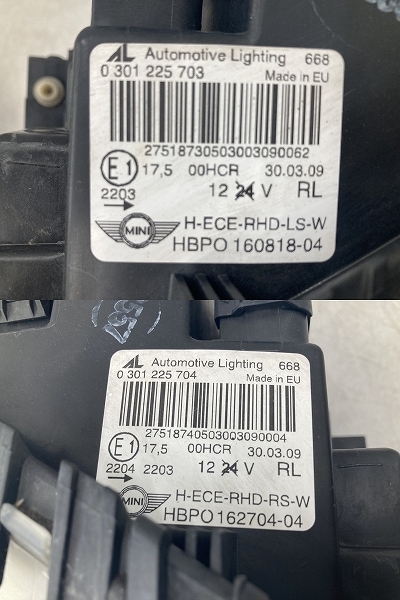 AL Automotive Lighting 668
0 301 225 703 Made in EU
27518730503003090062
E1 17,5 00HCR 30.03.09
2203 12 24 V RL
MINI H-ECE-RHD-LS-W
HBPO 160818-04
AL Automotive Lighting 668
0 301 225 704 Made in EU
27518740503003090004
E1 17,5 00HCR 30.03.09
2204 2203 12 24 V RL
MINI H-ECE-RHD-RS-W
HBPO 162704-04